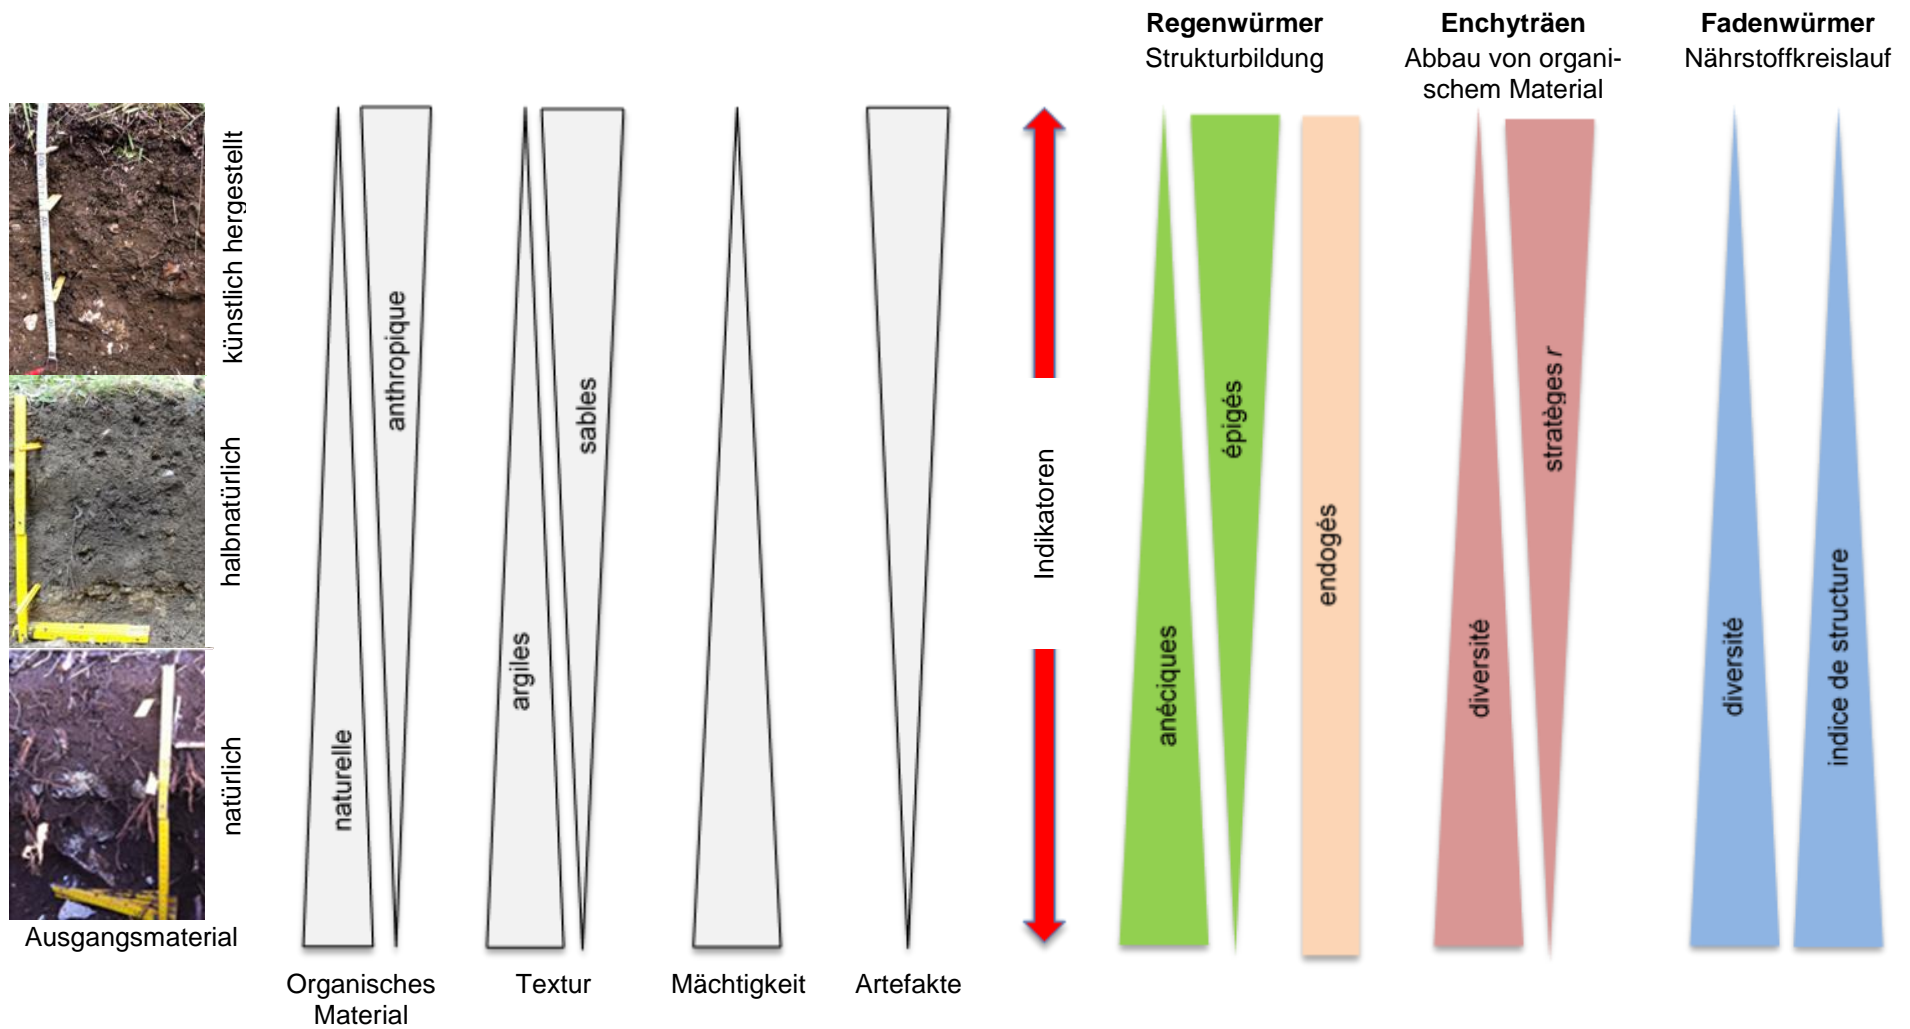 Regenwürmer
Strukturbildung
Enchyträen
Abbau von organi-
schem Material
Fadenwürmer
Nährstoffkreislauf
künstlich hergestellt
halbnatürlich
natürlich
Ausgangsmaterial
naturelle
anthropique
Organisches
Material
argiles
sables
Textur
Mächtigkeit
Artefakte
Indikatoren
anéciques
épigés
endogés
diversité
stratèges r
diversité
indice de structure